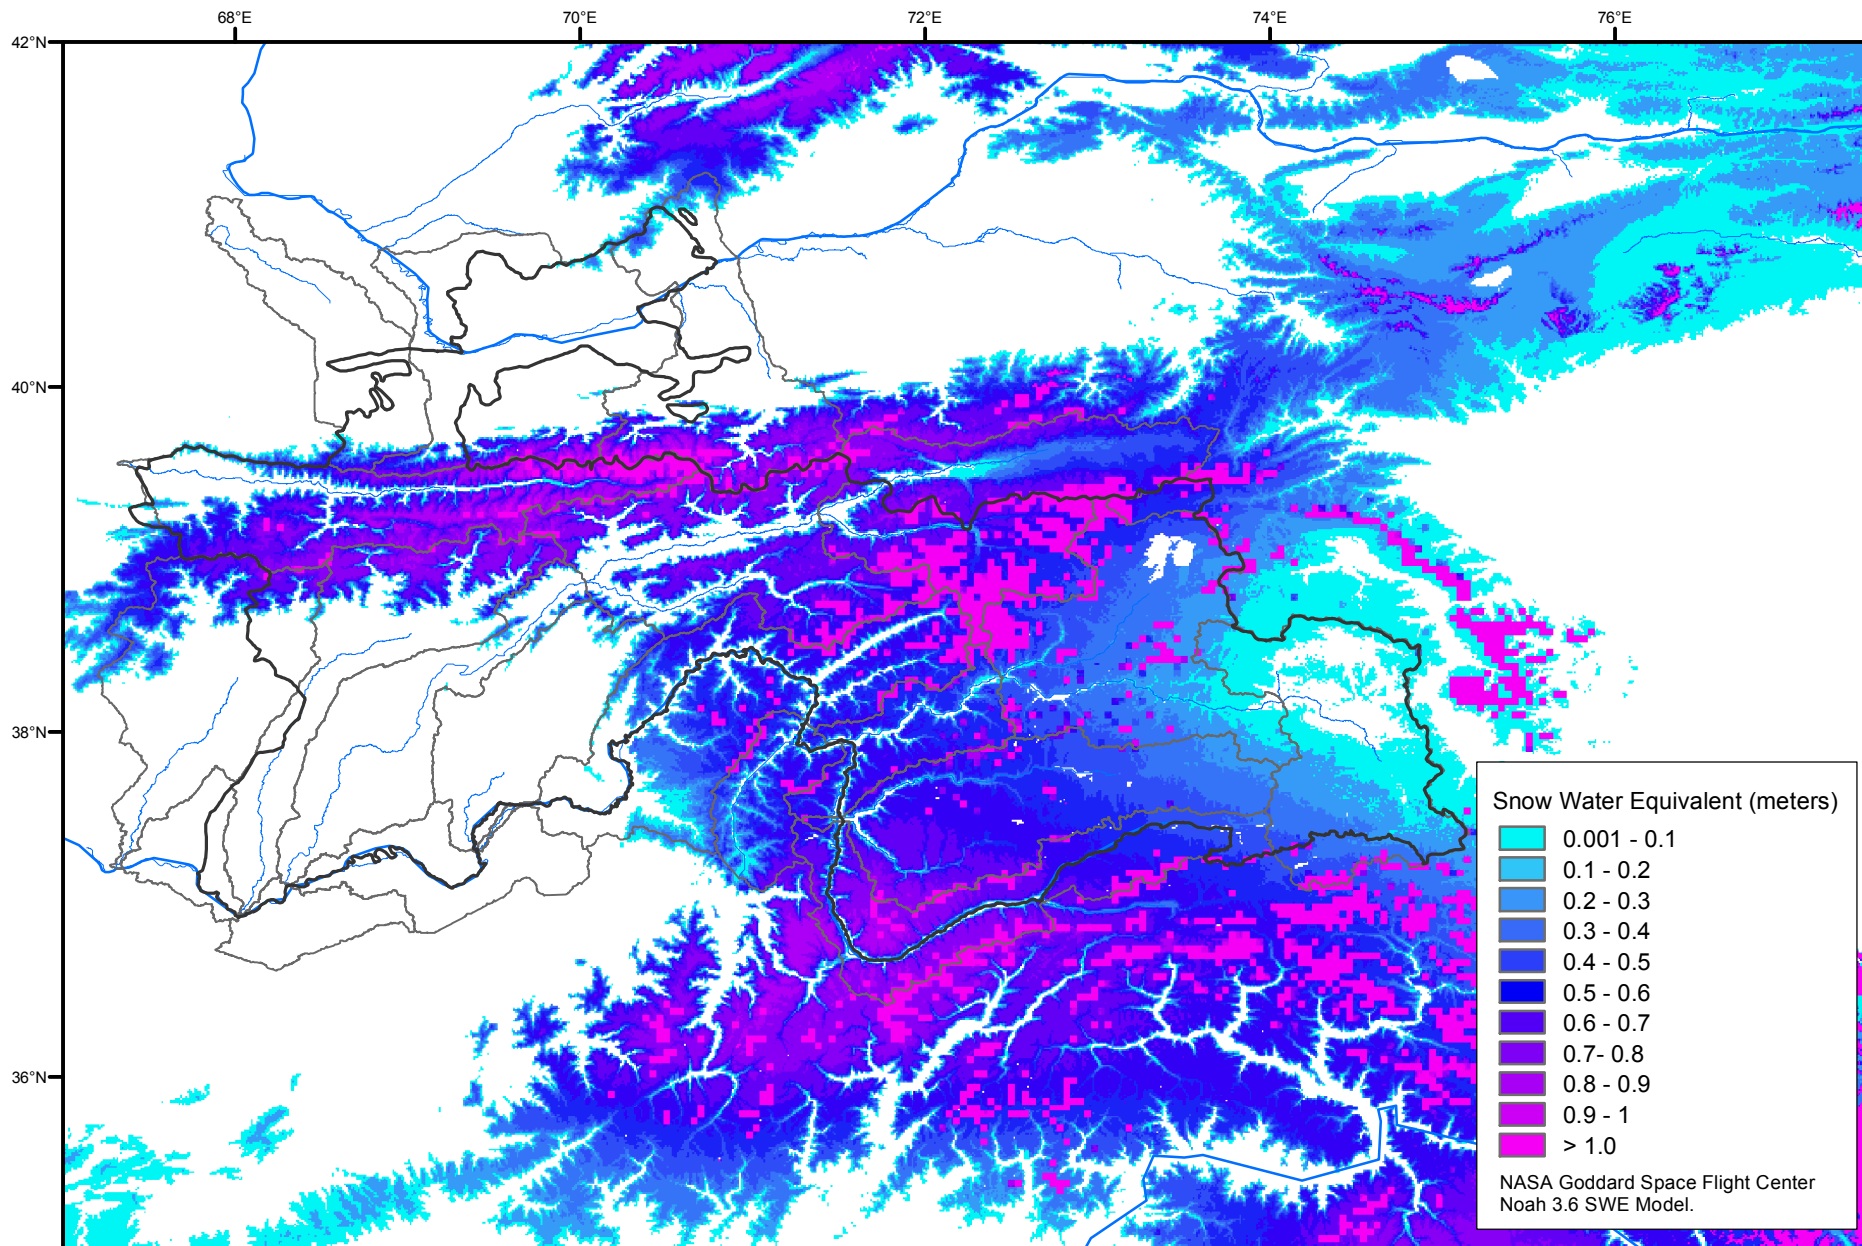 68°E
70°E
72°E
74°E
76°E
42°N
40°N
38°N
36°N
Snow Water Equivalent (meters)
0.001 - 0.1
0.1 - 0.2
0.2 - 0.3
0.3 - 0.4
0.4 - 0.5
0.5 - 0.6
0.6 - 0.7
0.7- 0.8
0.8 - 0.9
0.9 - 1
> 1.0
NASA Goddard Space Flight Center
Noah 3.6 SWE Model.